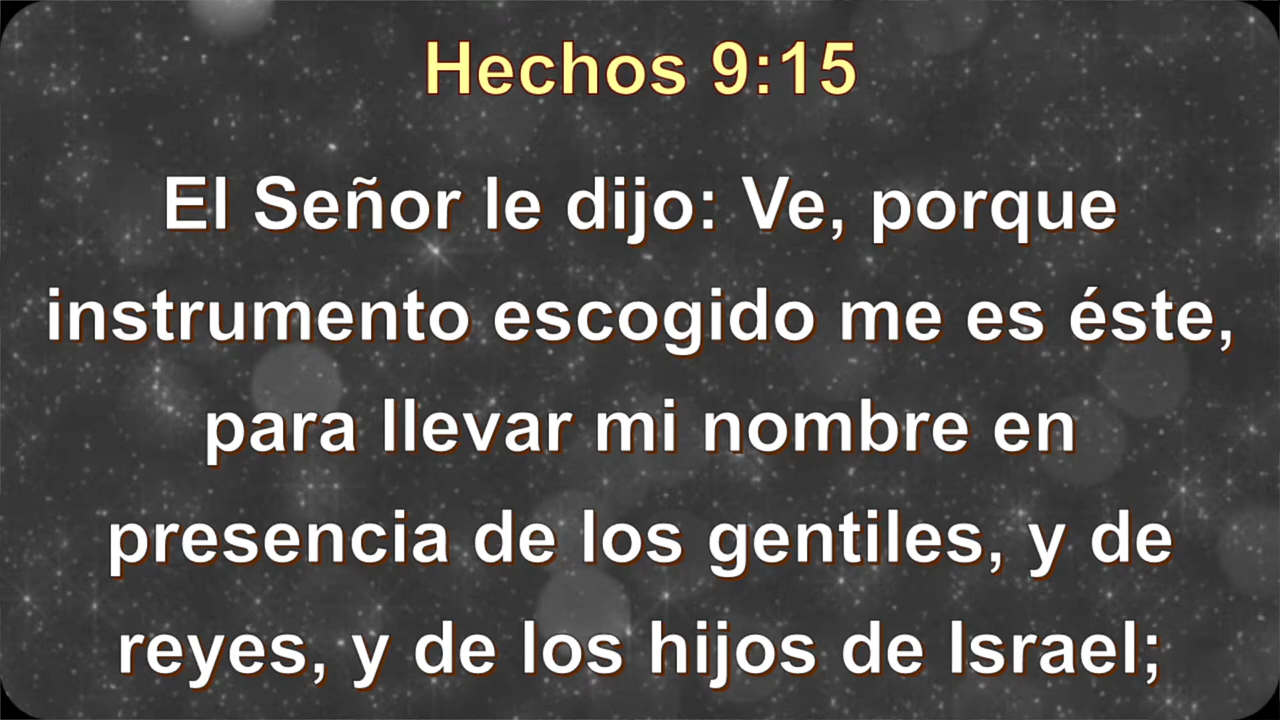 Hechos 9:15
El Señor le dijo: Ve, porque
instrumento escogido me es éste,
para llevar mi nombre en
presencia de los gentiles, y de
reyes, y de los hijos de Israel;